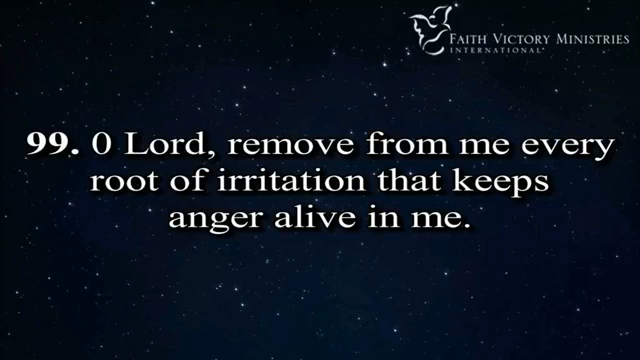 FAITH VICTORY MINISTRIES
INTERNATIONAL
99. 0 Lord, remove from me every
root of irritation that keeps
anger alive in me.